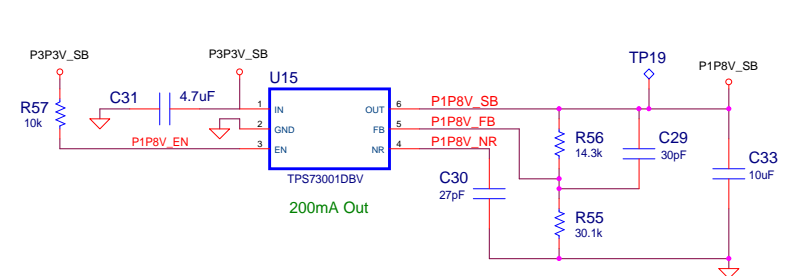 P3P3V_SB
P3P3V_SB
TP19
P1P8V_SB
U15
C31
4.7uF
R57
10k
1
IN
OUT
6
P1P8V_SB
2
GND
FB
5
P1P8V_FB
P1P8V_EN
3
EN
NR
4
P1P8V_NR
TPS73001DBV
200mA Out
R56
14.3k
C29
30pF
C33
10uF
C30
27pF
R55
30.1k